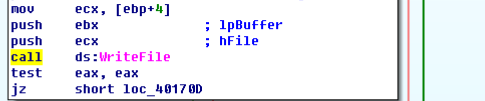 mov ecx, [ebp+4]
push ebx ; lpBuffer
push ecx ; hFile
call ds:WriteFile
test eax, eax
jz short loc_40170D